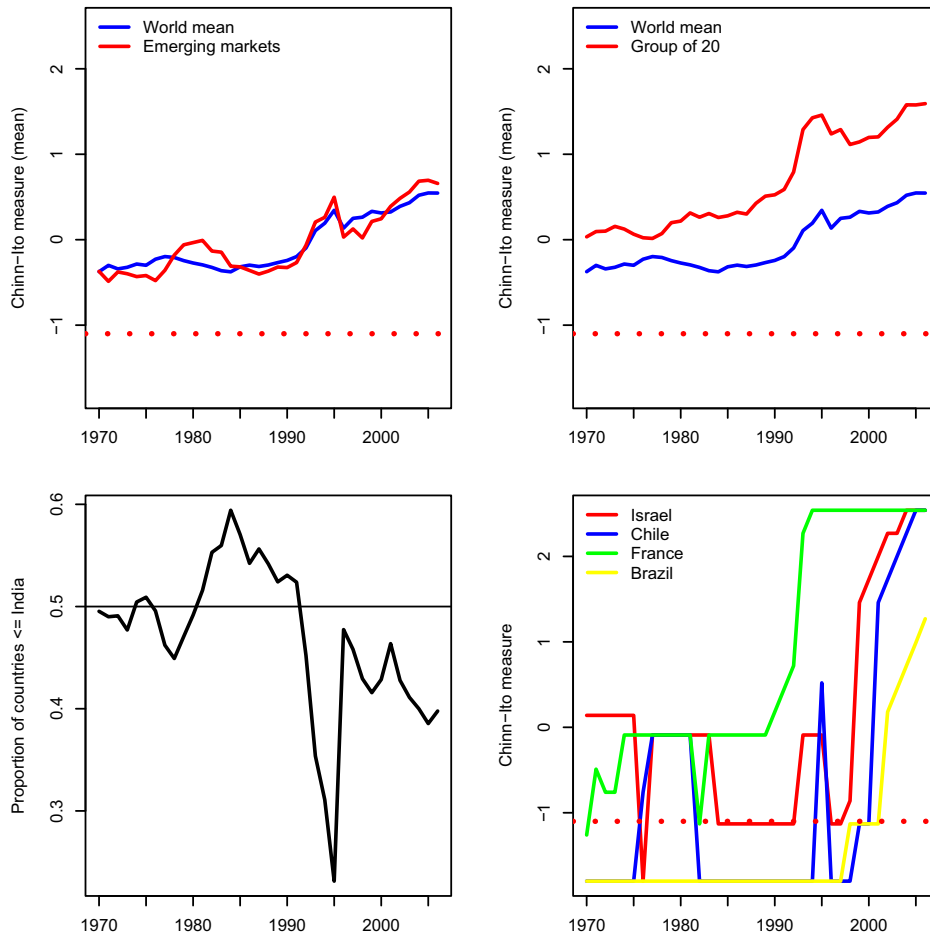 World mean
Emerging markets
Chinn−Ito measure (mean)
2
1
0
−1
1970 1980 1990 2000
World mean
Group of 20
Chinn−Ito measure (mean)
2
1
0
−1
1970 1980 1990 2000
Proportion of countries <= India
0.6
0.5
0.4
0.3
1970 1980 1990 2000
Israel
Chile
France
Brazil
Chinn−Ito measure
2
1
0
−1
1970 1980 1990 2000